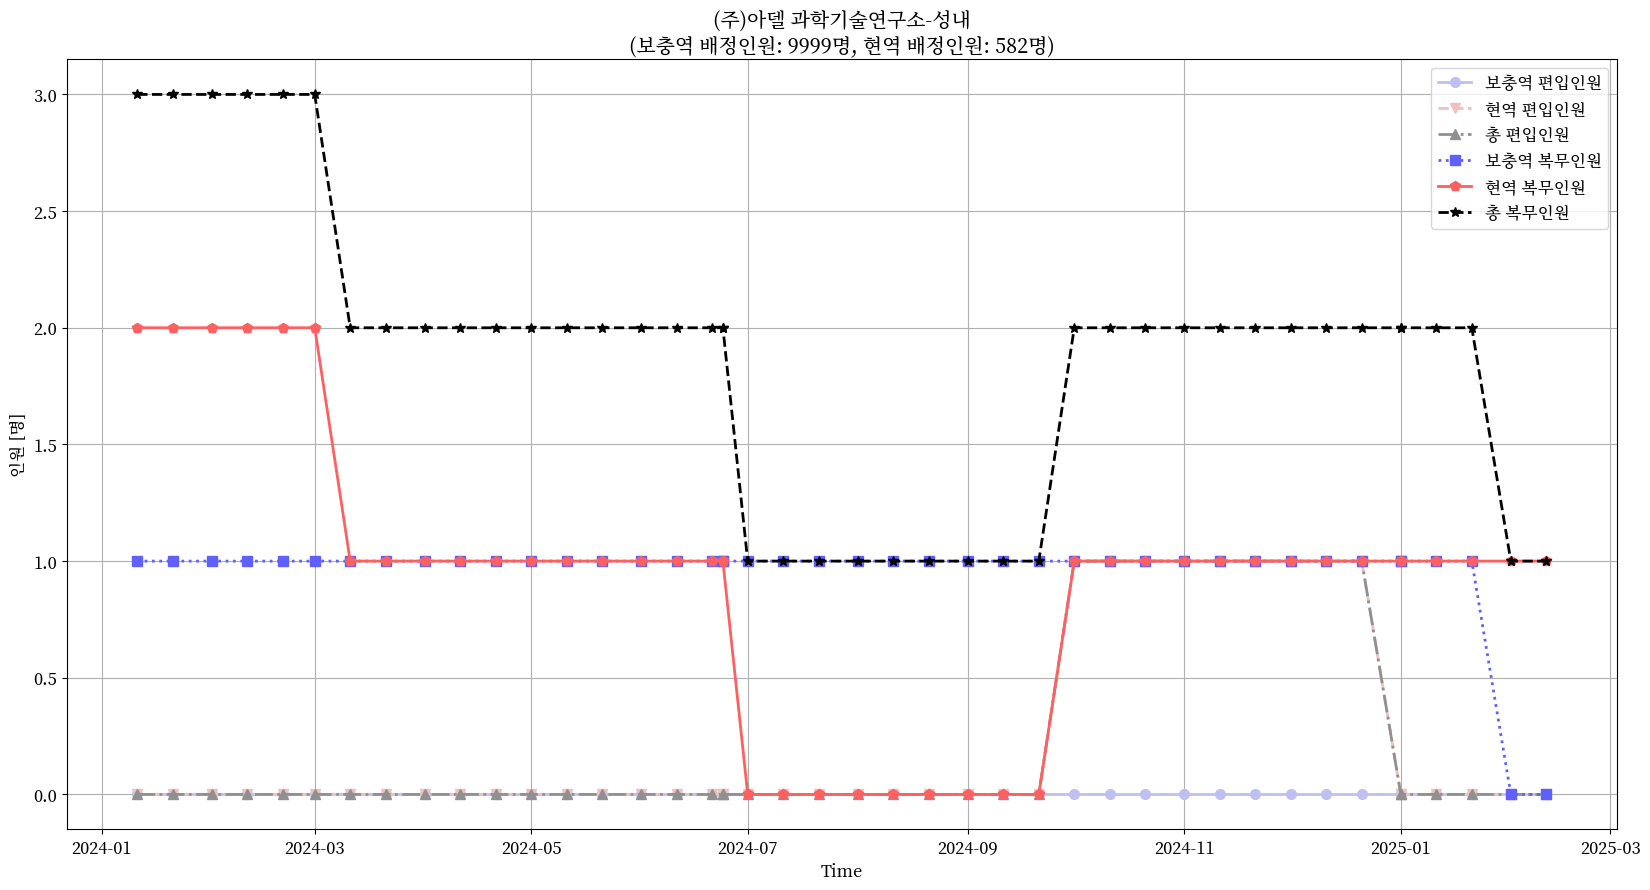 (주)아델 과학기술연구소-성내
(보충역 배정인원: 9999명, 현역 배정인원: 582명)
보충역 편입인원
현역 편입인원
총 편입인원
보충역 복무인원
현역 복무인원
총 복무인원
인원 [명]
3.0
2.5
2.0
1.5
1.0
0.5
0.0
2024-01
2024-03
2024-05
2024-07
2024-09
2024-11
2025-01
2025-03
Time